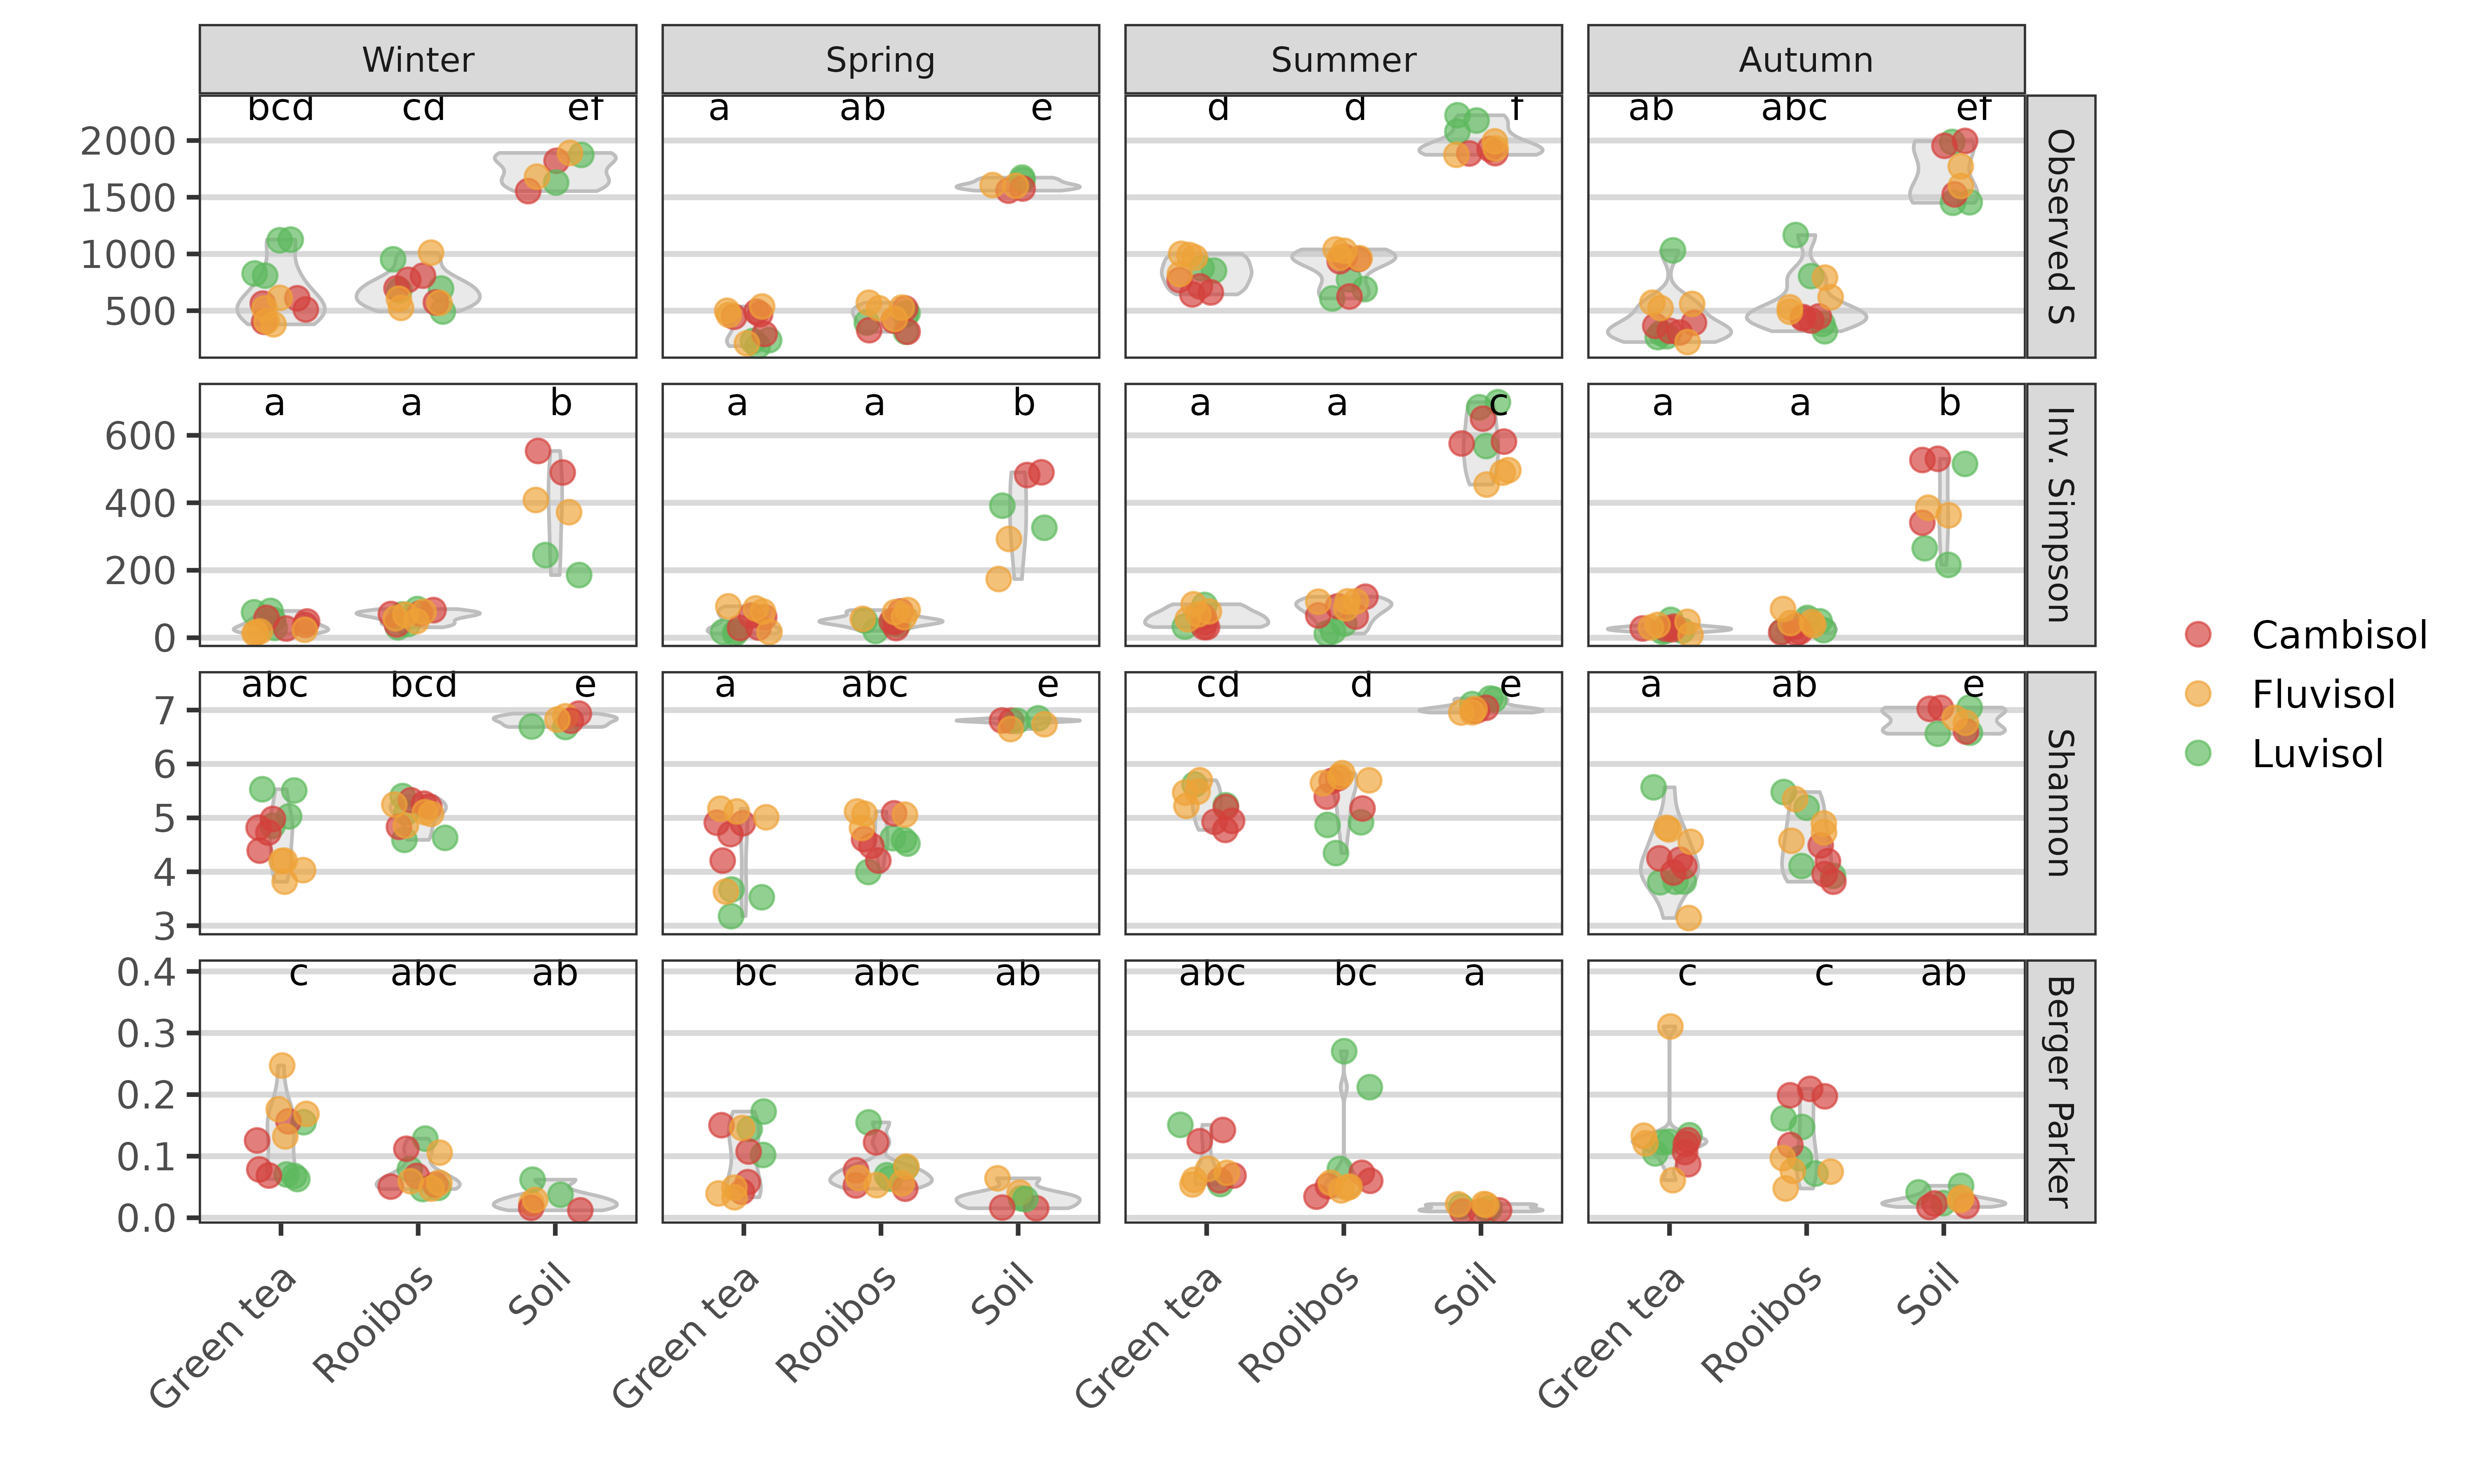 Winter Spring Summer Autumn
bcd cd ef a ab e d d f ab abc ef
2000
1500
1000
500
Observed S
a a b a a b a a c a a b
600
400
200
0
Inv. Simpson
abc bcd e a abc e cd d e a ab e
7
6
5
4
3
Shannon
c abc ab bc abc ab abc bc a c c ab
0.4
0.3
0.2
0.1
0.0
Berger Parker
Green tea Rooibos Soil Green tea Rooibos Soil Green tea Rooibos Soil Green tea Rooibos Soil
Cambisol
Fluvisol
Luvisol